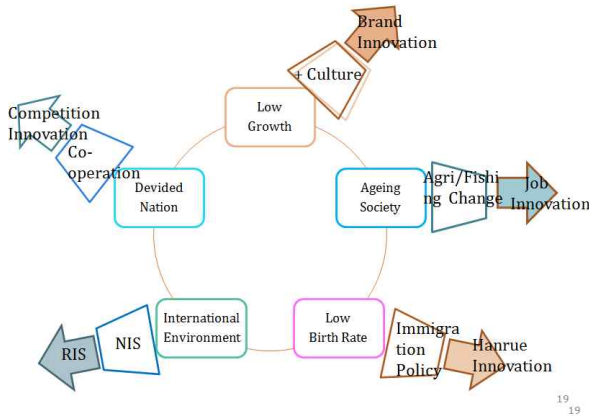 Brand
Innovation
+ Culture
Low
Growth
Competition
Innovation
Co-
operation
Devided
Nation
Ageing
Society
Agri/Fishi
ng Change
Job
Innovation
International
Environment
NIS
RIS
Low
Birth Rate
Immigra
tion
Policy
Hanrue
Innovation
19
19